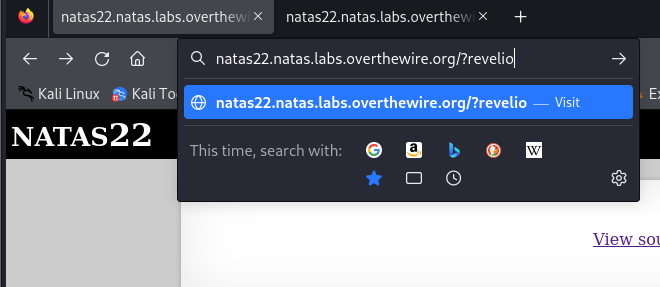 natas22.natas.labs.overthewire
natas22.natas.labs.overthew
natas22.natas.labs.overthewire.org/?revelio
Kali Linux
Kali To
natas22.natas.labs.overthewire.org/?revelio — Visit
NATAS22
This time, search with:
View sou